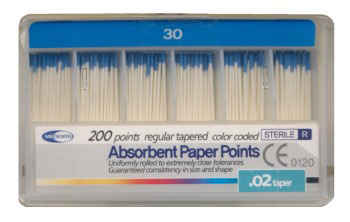 30
META
200 points regular tapered color coded STERILE R
Absorbent Paper Points
CE 0120
Uniformly rolled to extremely close tolerances.
Guaranteed consistency in size and shape
.02 taper